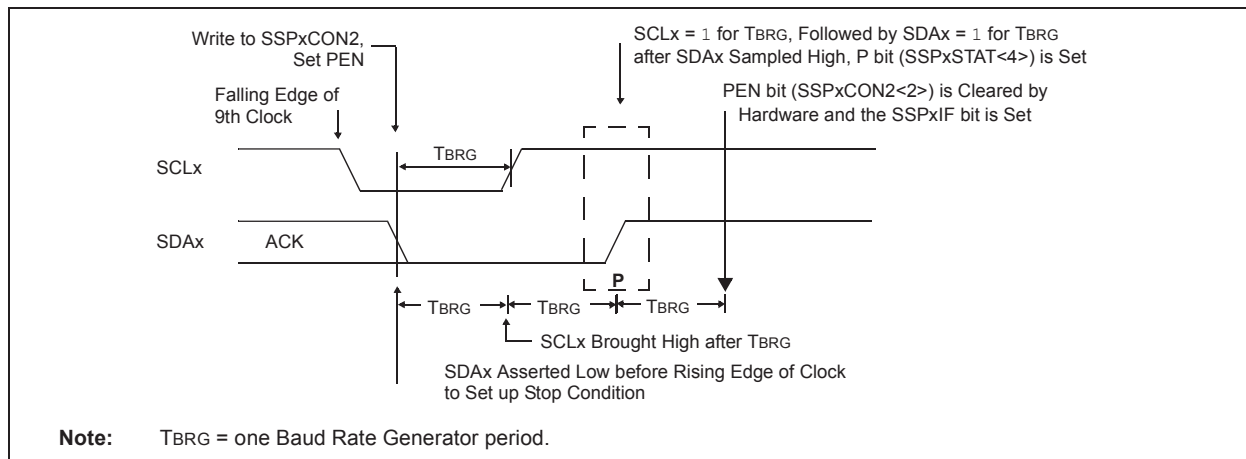 Write to SSPxCON2,
Set PEN
SCLx = 1 for TBRG, Followed by SDAx = 1 for TBRG
after SDAx Sampled High, P bit (SSPxSTAT<4>) is Set
Falling Edge of
9th Clock
PEN bit (SSPxCON2<2>) is Cleared by
Hardware and the SSPxIF bit is Set
SCLx
TBRG
SDAx
ACK
P
TBRG
TBRG
TBRG
SCLx Brought High after TBRG
SDAx Asserted Low before Rising Edge of Clock
to Set up Stop Condition
Note: TBRG = one Baud Rate Generator period.